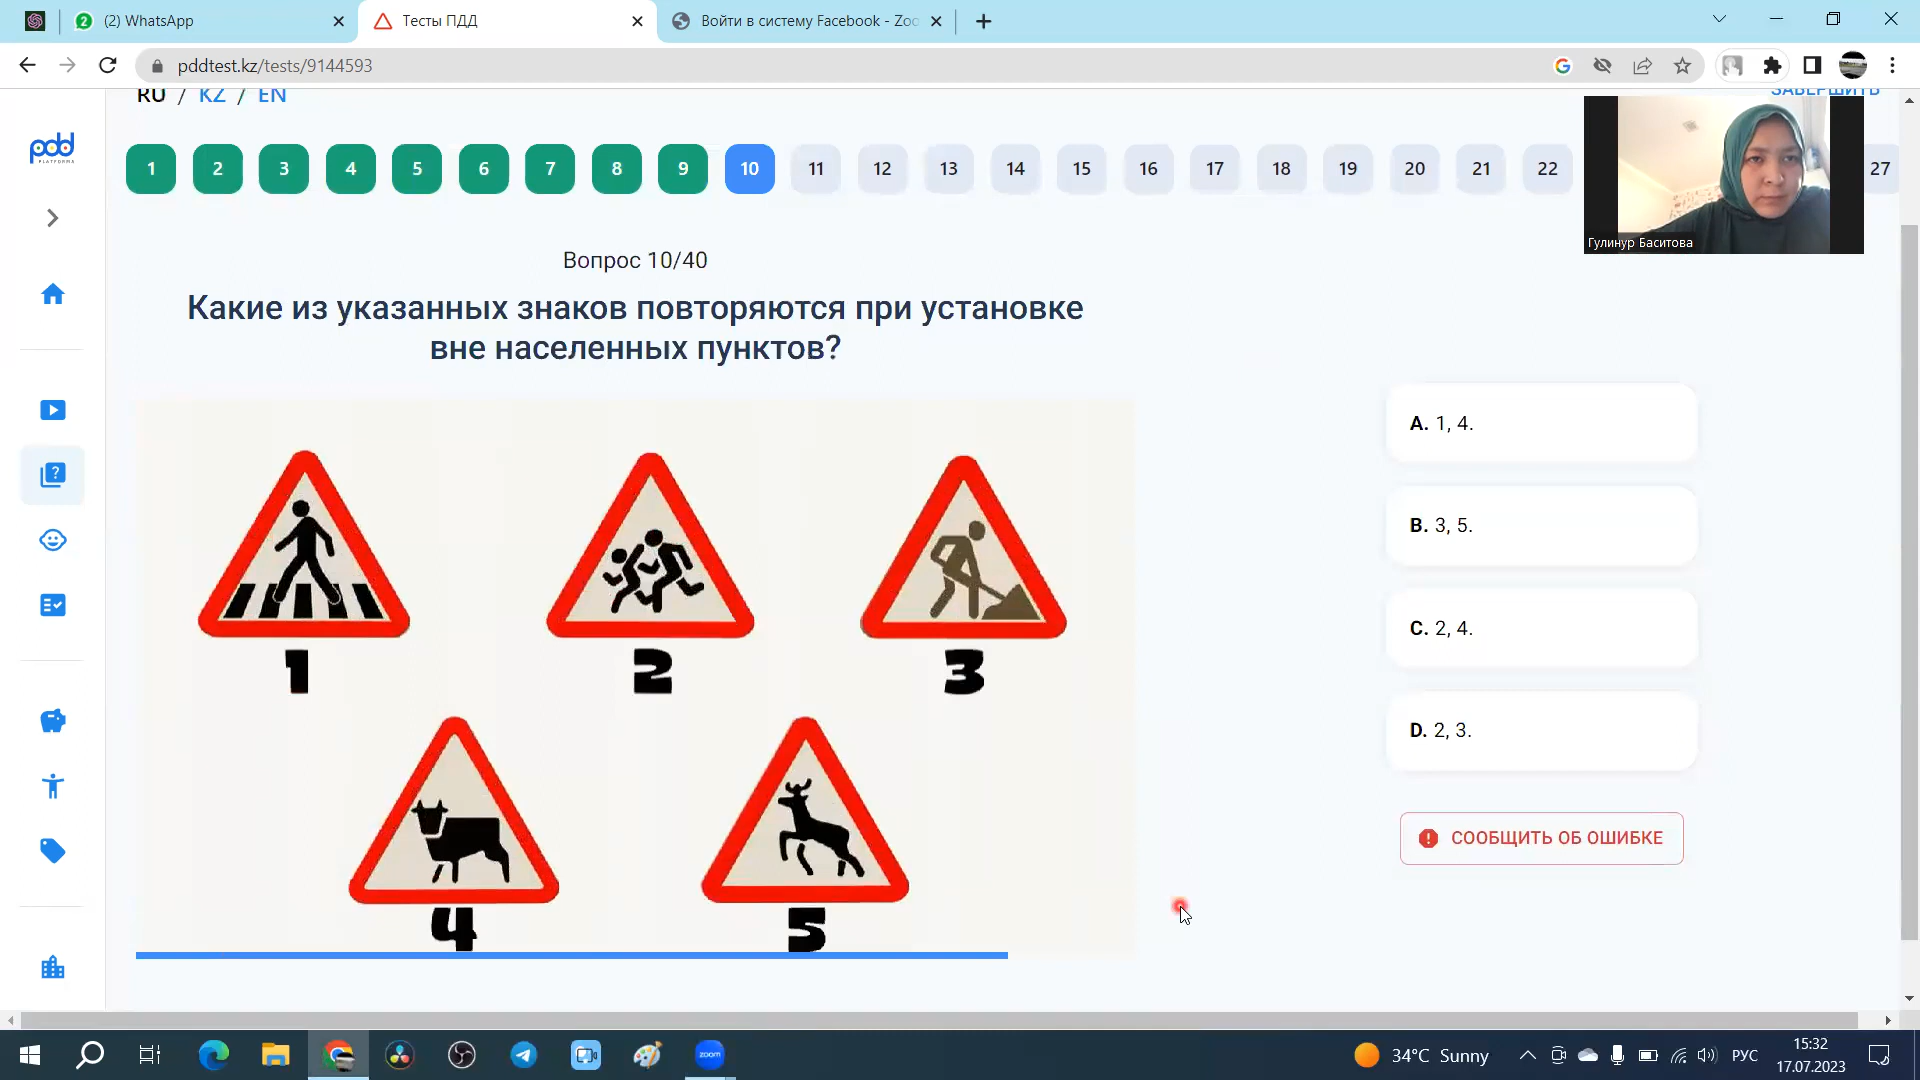 (2) WhatsApp
Тесты ПДД
Войти в систему Facebook - Zoo
pddtest.kz/tests/9144593
RU / KZ / EN
ЗАВЕРШИТЬ
pdd
PLATFORMA
1 2 3 4 5 6 7 8 9 10 11 12 13 14 15 16 17 18 19 20 21 22 27
Гулинур Баситова
Вопрос 10/40
Какие из указанных знаков повторяются при установке
вне населенных пунктов?
1 2 3
4 5
A. 1, 4.
B. 3, 5.
C. 2, 4.
D. 2, 3.
СООБЩИТЬ ОБ ОШИБКЕ
zoom
34°C Sunny
РУС
15:32
17.07.2023